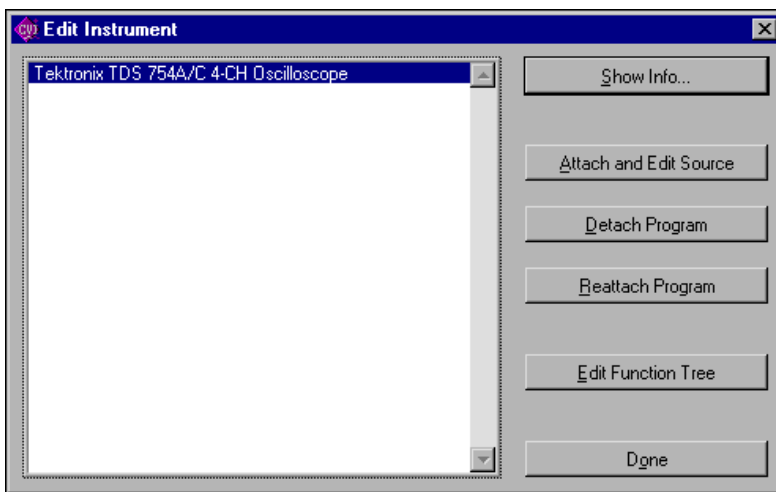 CVI Edit Instrument
Tektronix TDS 754A/C 4-CH Oscilloscope
Show Info...
Attach and Edit Source
Detach Program
Reattach Program
Edit Function Tree
Done